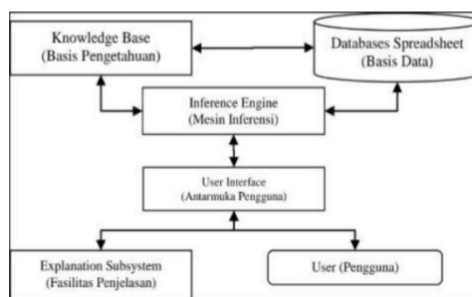 Knowledge Base
(Basis Pengetahuan)
Databases Spreadsheet
(Basis Data)
Inference Engine
(Mesin Inferensi)
User Interface
(Antarmuka Pengguna)
Explanation Subsystem
(Fasilitas Penjelasan)
User (Pengguna)